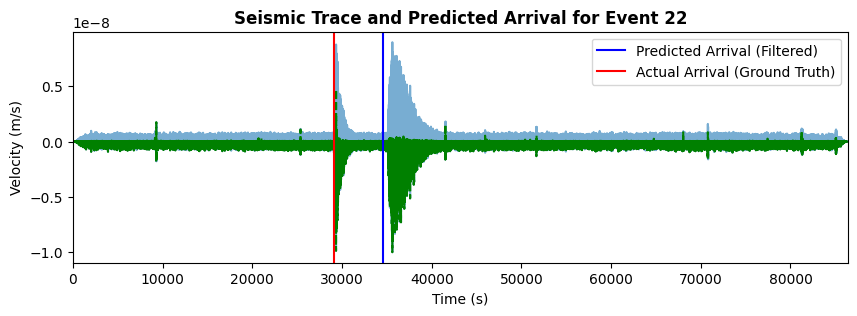 Seismic Trace and Predicted Arrival for Event 22
1e−8
Predicted Arrival (Filtered)
Actual Arrival (Ground Truth)
0.5
0.0
−0.5
−1.0
Velocity (m/s)
0 10000 20000 30000 40000 50000 60000 70000 80000
Time (s)